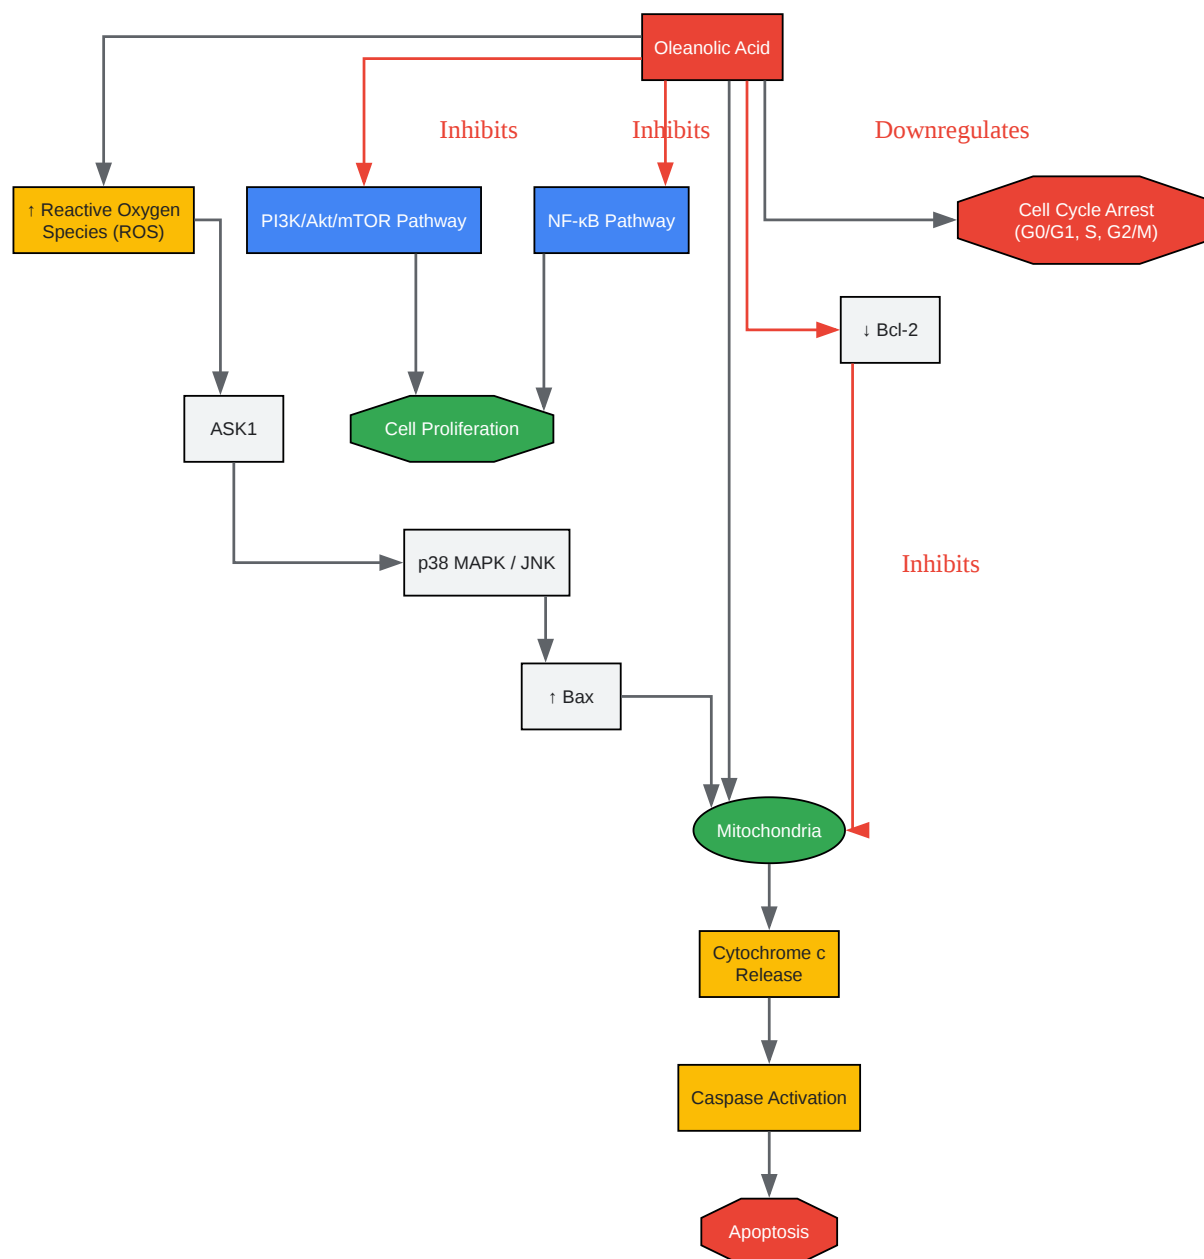 Oleanolic Acid
Inhibits
Inhibits
Downregulates
↑ Reactive Oxygen
Species (ROS)
PI3K/Akt/mTOR Pathway
NF-κB Pathway
Cell Cycle Arrest
(G0/G1, S, G2/M)
↓ Bcl-2
ASK1
Cell Proliferation
p38 MAPK / JNK
Inhibits
↑ Bax
Mitochondria
Cytochrome c
Release
Caspase Activation
Apoptosis